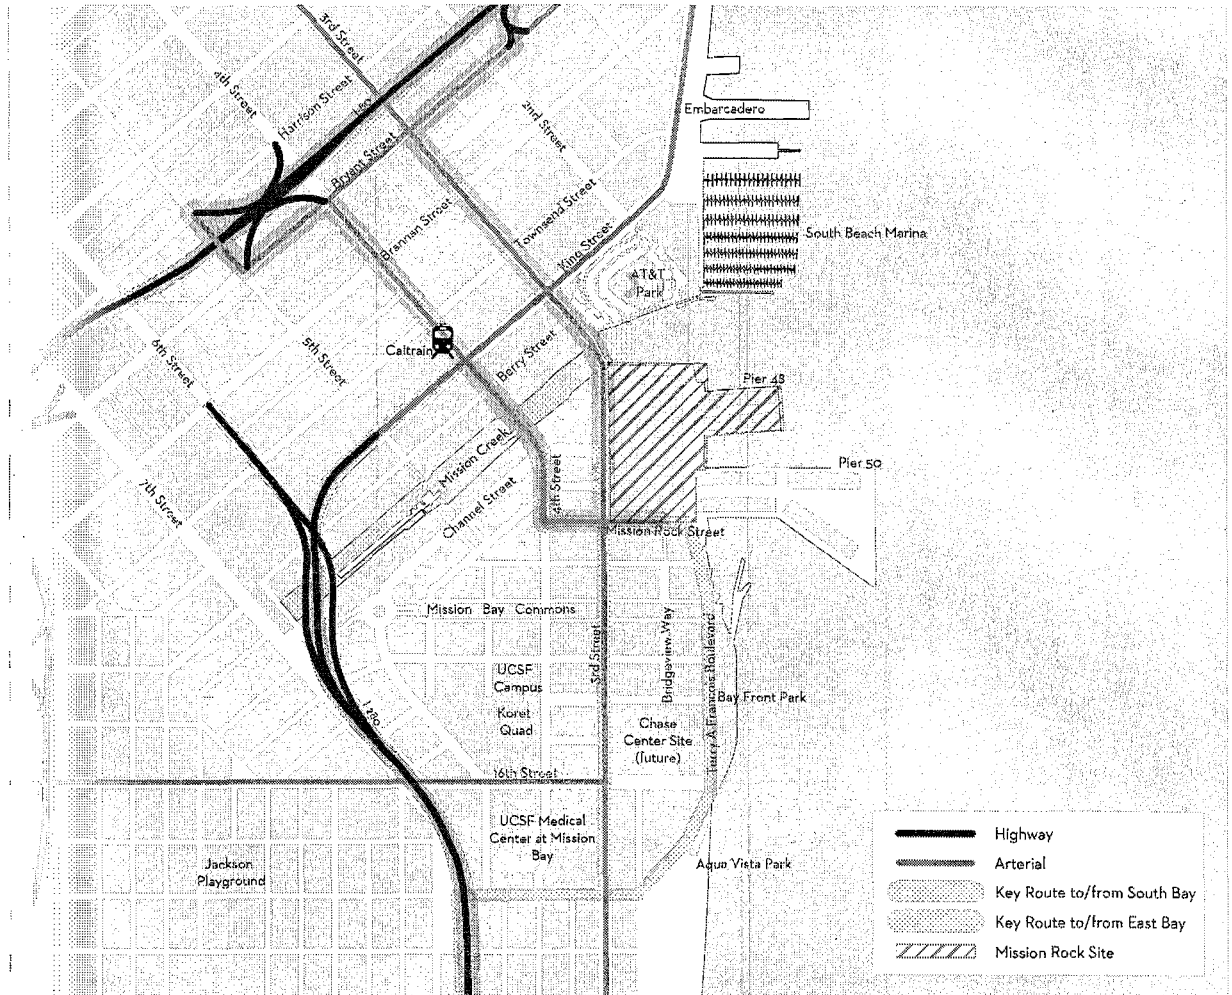 3rd Street
4th Street
Harrison Street
I-80
2nd Street
Embarcadero
Bryant Street
Brannan Street
Townsend Street
King Street
South Beach Marina
AT&T
Park
Caltrain
6th Street
5th Street
Berry Street
Pier 48
Mission Creek
Pier 50
7th Street
Channel Street
4th Street
Mission Rock Street
Mission Bay Commons
3rd Street
Bridgeview Way
Terry A Francois Boulevard
UCSF
Campus
Bay Front Park
Koret
Quad
I-280
Chase
Center Site
(future)
16th Street
UCSF Medical
Center at Mission
Bay
Jackson
Playground
Aqua Vista Park
Highway
Arterial
Key Route to/from South Bay
Key Route to/from East Bay
Mission Rock Site